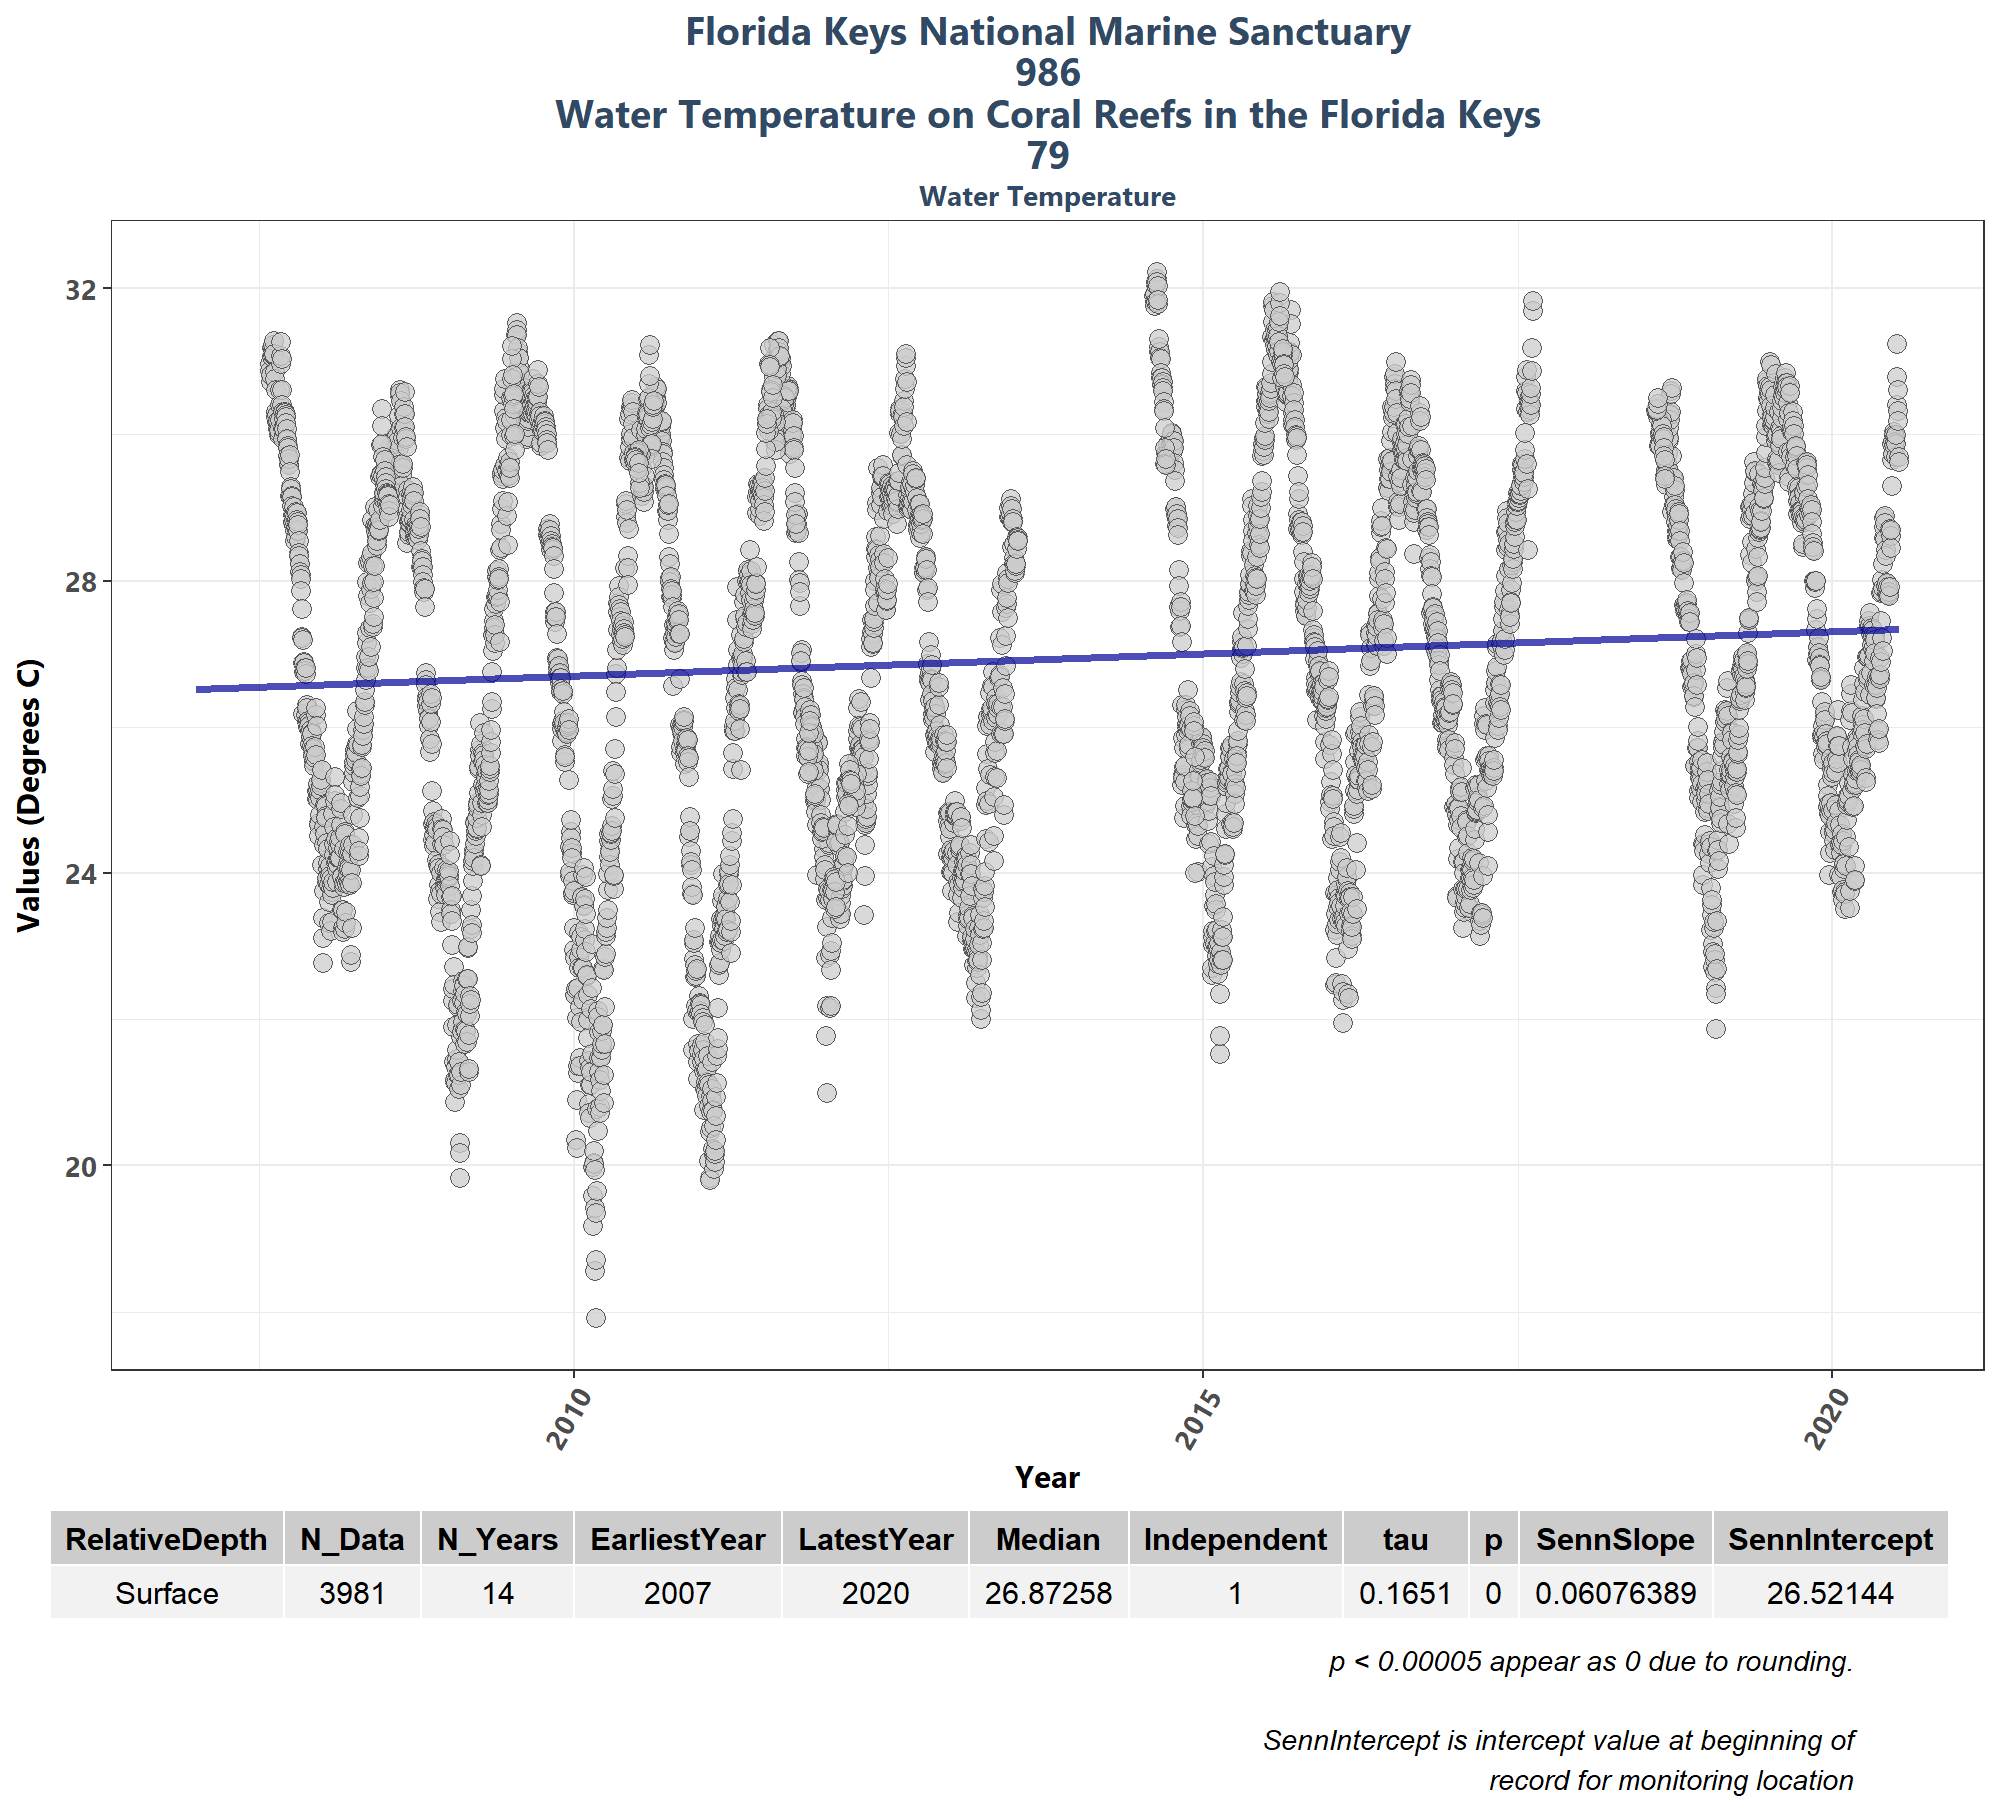 Florida Keys National Marine Sanctuary
986
Water Temperature on Coral Reefs in the Florida Keys
79
Water Temperature
32
28
24
20
Values (Degrees C)
2010 2015 2020
Year
RelativeDepth N_Data N_Years EarliestYear LatestYear Median Independent tau p SennSlope SennIntercept
Surface 3981 14 2007 2020 26.87258 1 0.1651 0 0.06076389 26.52144
p < 0.00005 appear as 0 due to rounding.
SennIntercept is intercept value at beginning of
record for monitoring location